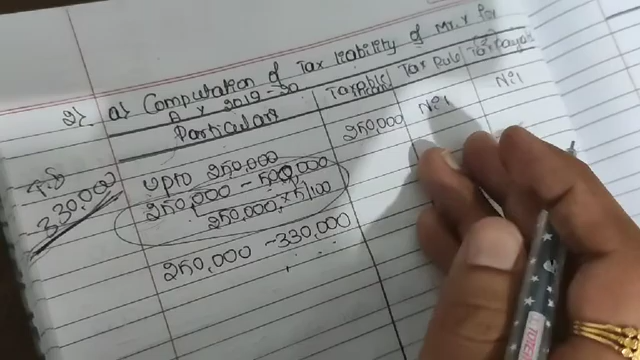 2). a) Computation of Tax liability of Mr. X For
A Y 2019-20
Particulars Taxable Tax Rule Tax Payable
upto 250,000 250,000 Nil Nil
330,000
250,000 - 500,000
250,000 × 5/100
250,000 - 330,000